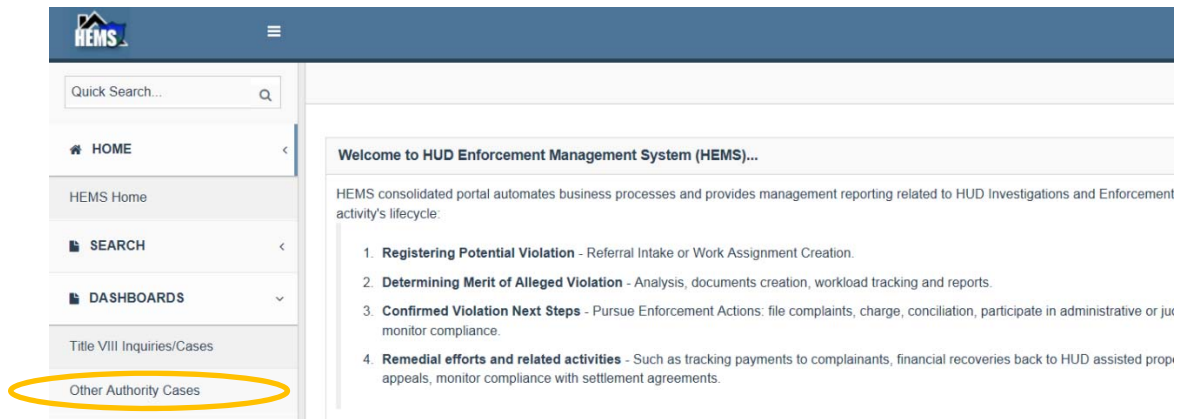 HEMS
Quick Search...
HOME
HEMS Home
SEARCH
DASHBOARDS
Title VIII Inquiries/Cases
Other Authority Cases
Welcome to HUD Enforcement Management System (HEMS)...
HEMS consolidated portal automates business processes and provides management reporting related to HUD Investigations and Enforcement
activity's lifecycle:
1. Registering Potential Violation - Referral Intake or Work Assignment Creation.
2. Determining Merit of Alleged Violation - Analysis, documents creation, workload tracking and reports.
3. Confirmed Violation Next Steps - Pursue Enforcement Actions: file complaints, charge, conciliation, participate in administrative or
monitor compliance.
4. Remedial efforts and related activities - Such as tracking payments to complainants, financial recoveries back to HUD assisted
appeals, monitor compliance with settlement agreements.